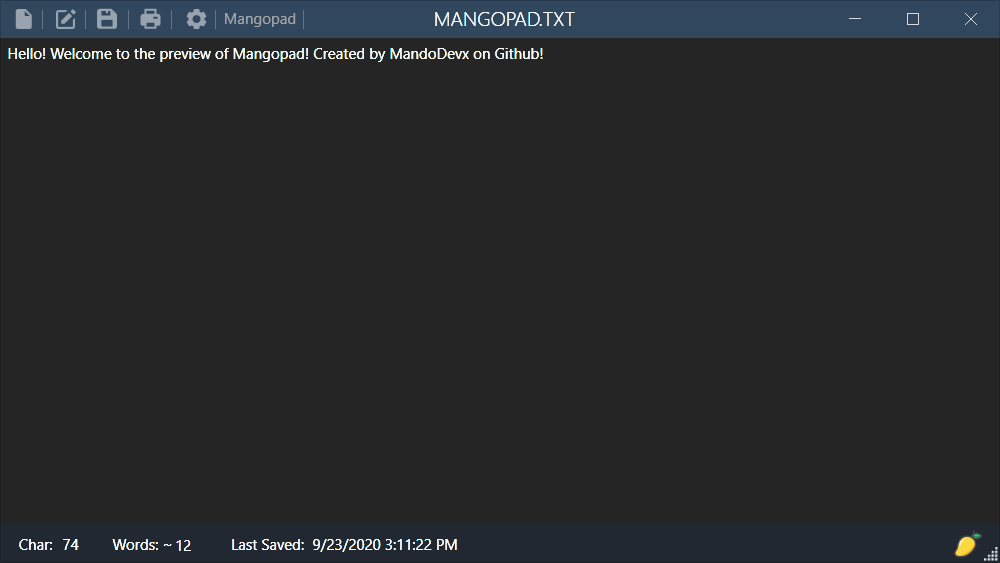 Mangopad MANGOPAD.TXT
Hello! Welcome to the preview of Mangopad! Created by MandoDevx on Github!
Char: 74 Words: ~ 12 Last Saved: 9/23/2020 3:11:22 PM